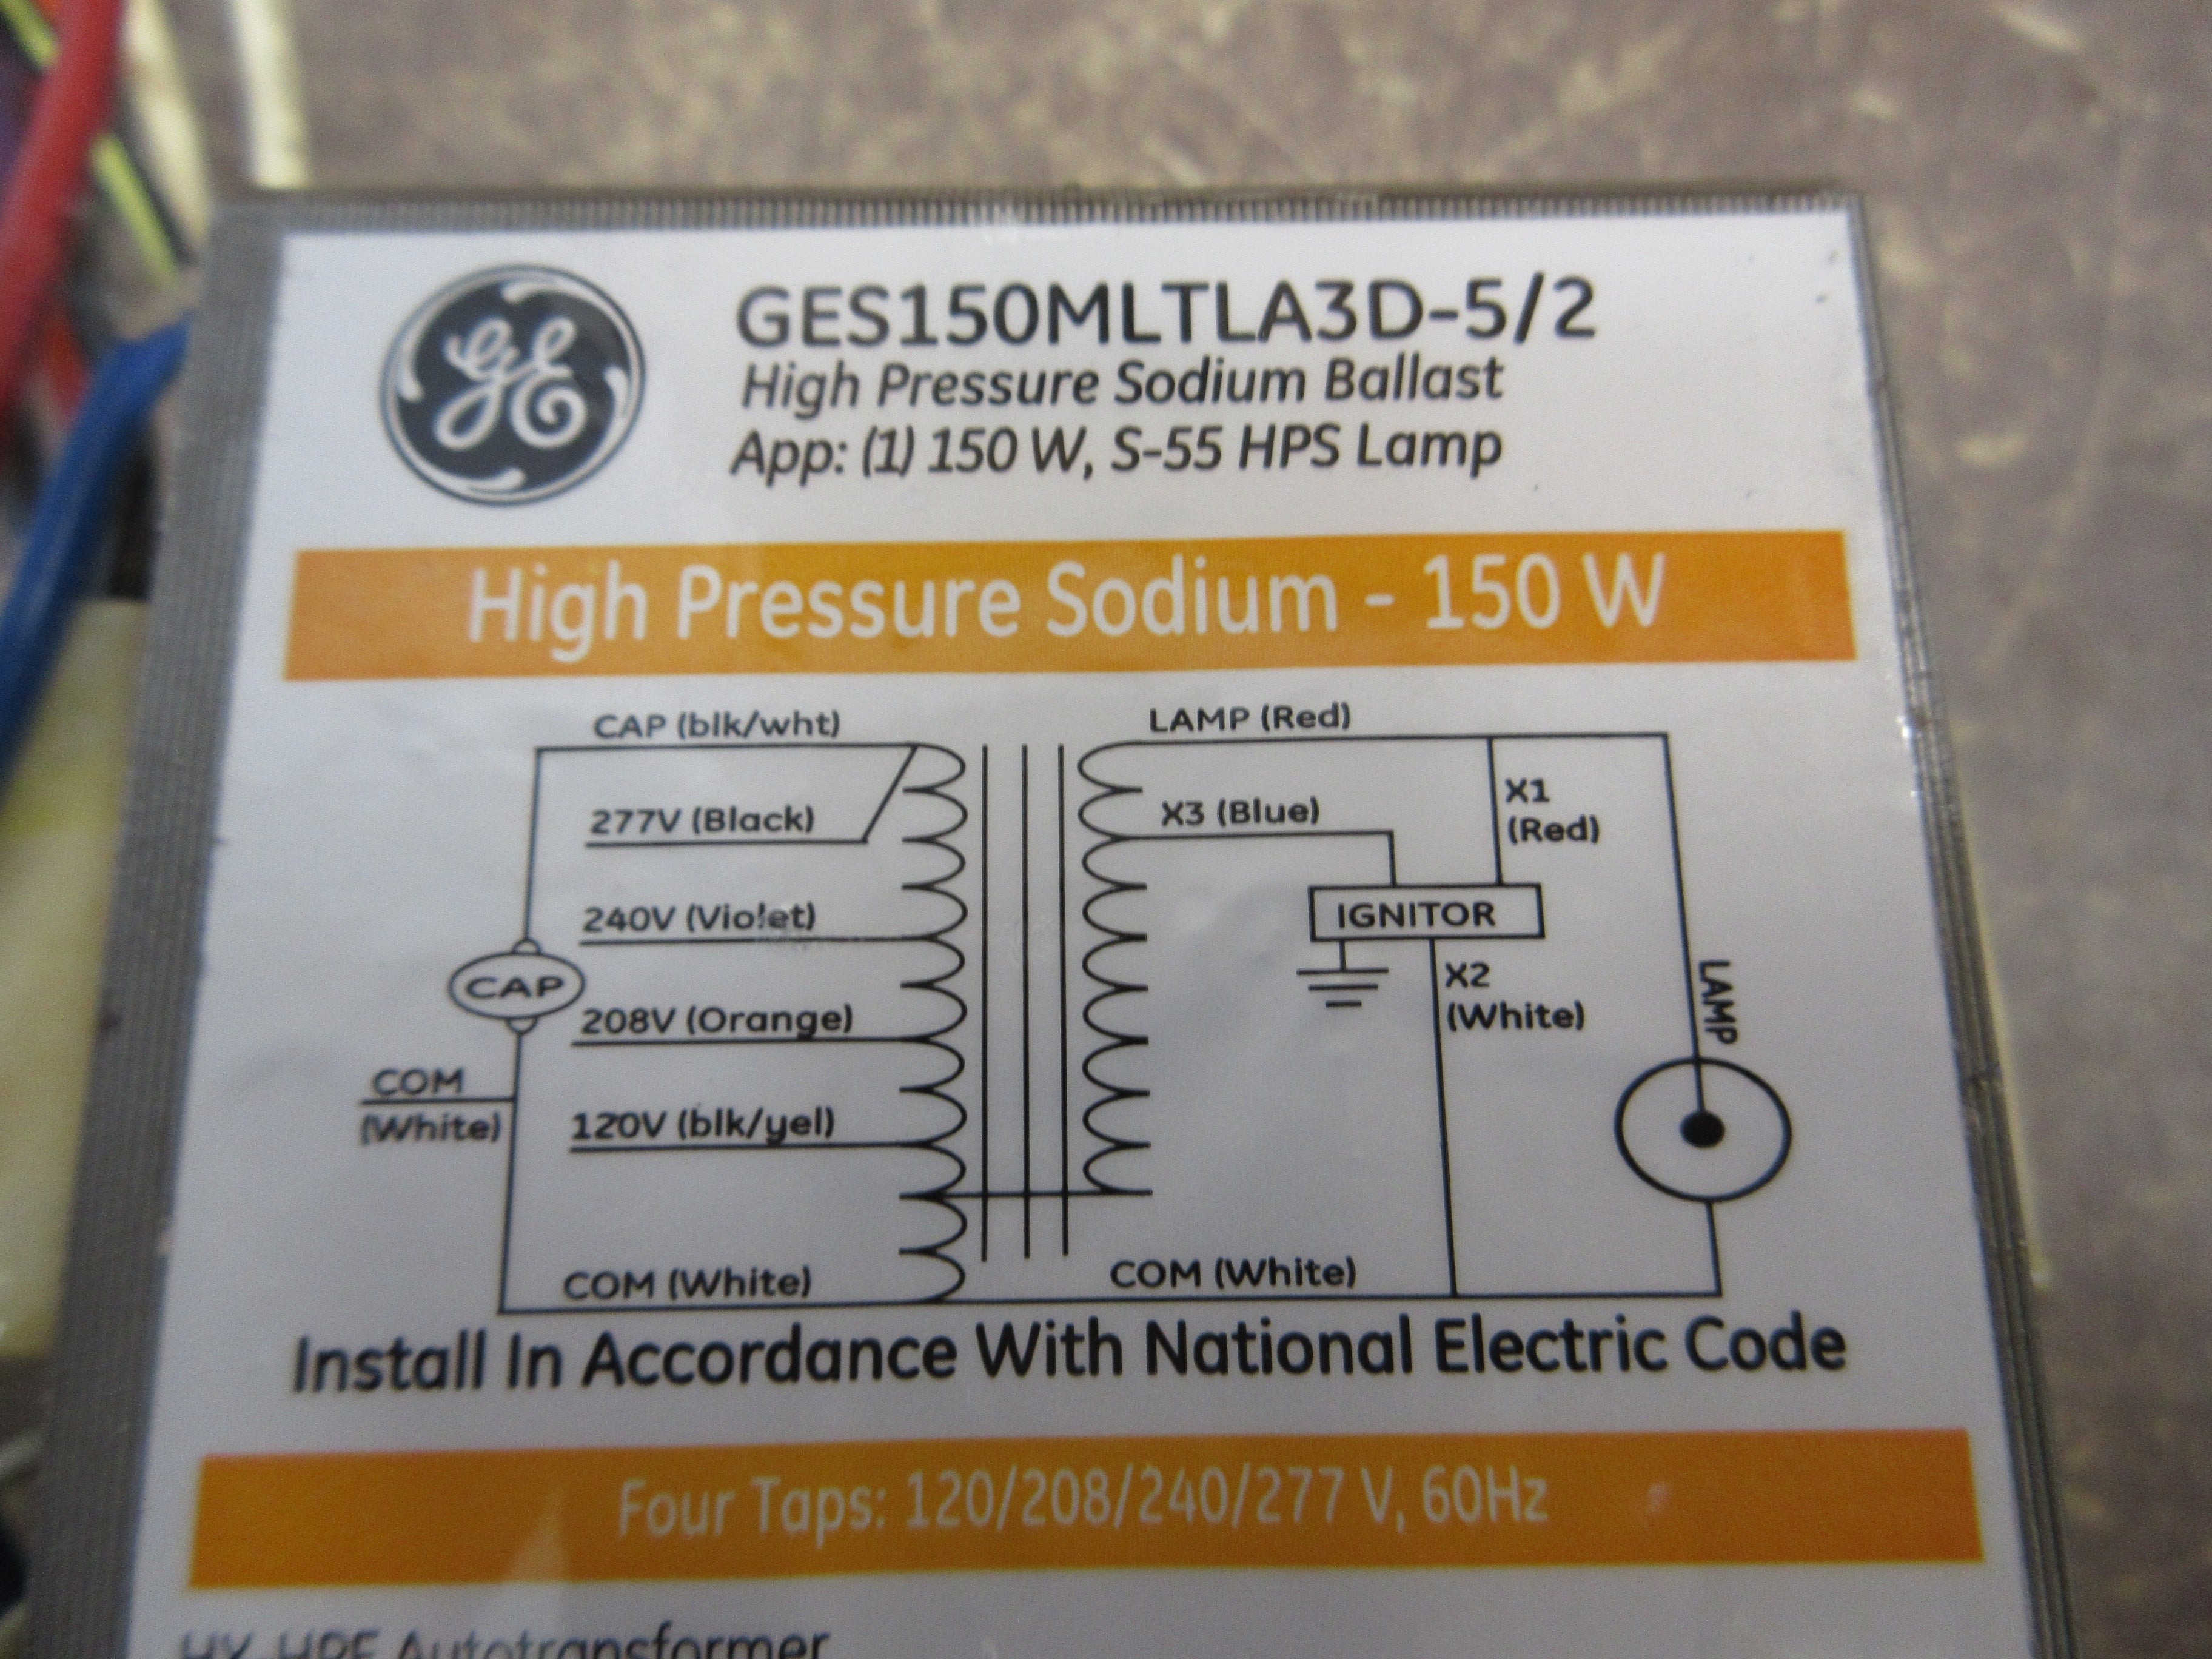 GE
GES150MLTLA3D-5/2
High Pressure Sodium Ballast
App: (1) 150 W, S-55 HPS Lamp
High Pressure Sodium - 150 W
CAP (blk/wht)
LAMP (Red)
277V (Black)
X3 (Blue)
X1
(Red)
240V (Violet)
IGNITOR
CAP
X2
(White)
LAMP
208V (Orange)
COM
(White)
120V (blk/yel)
COM (White)
COM (White)
Install In Accordance With National Electric Code
Four Taps: 120/208/240/277 V, 60Hz
HX-HPF Autotransformer